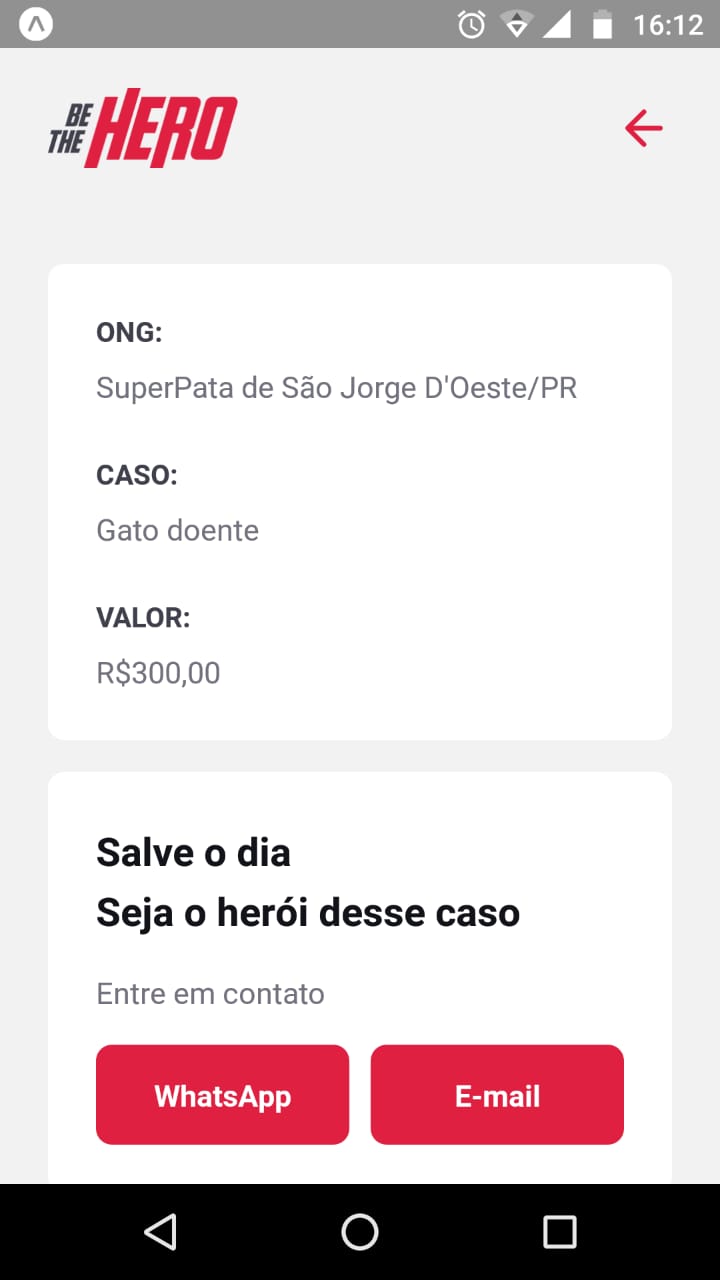 16:12
BE
THE HERO
ONG:
SuperPata de São Jorge D'Oeste/PR
CASO:
Gato doente
VALOR:
R$300,00
Salve o dia
Seja o herói desse caso
Entre em contato
WhatsApp
E-mail